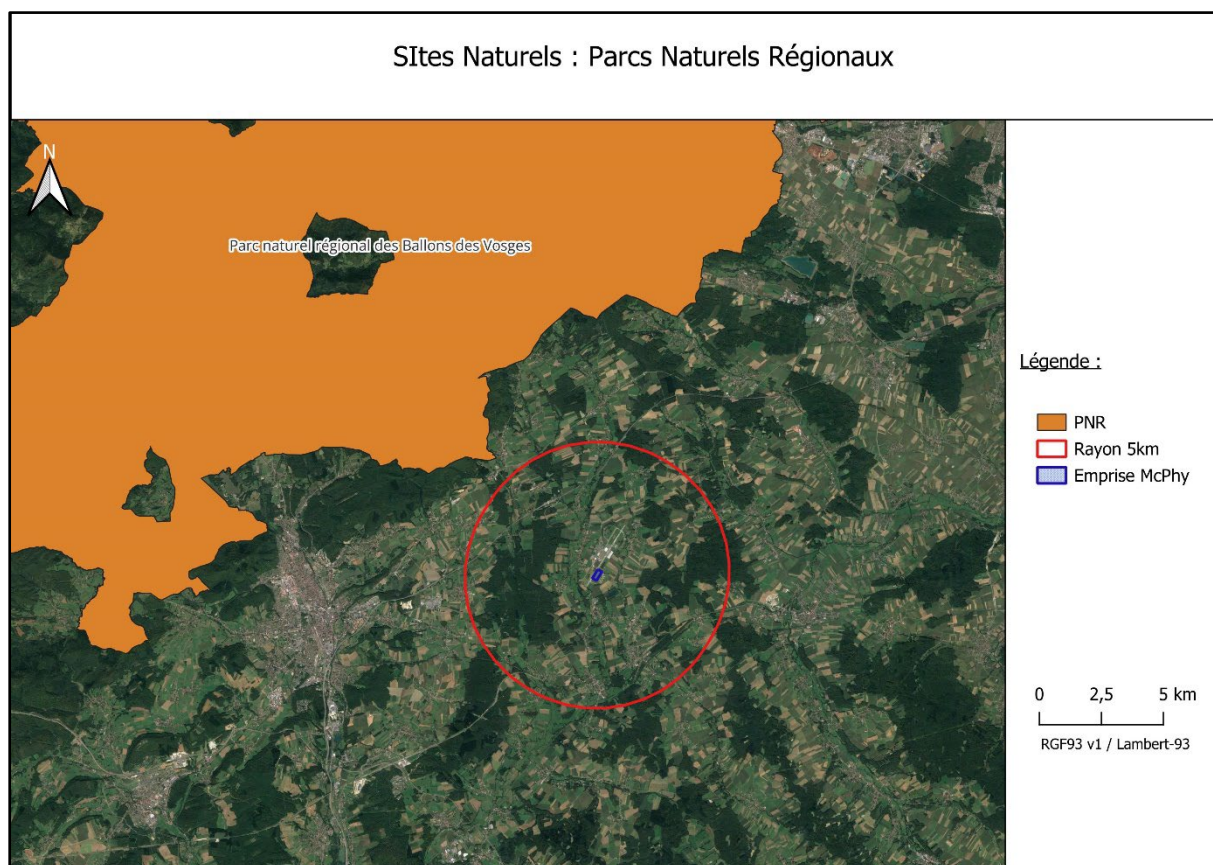 SItes Naturels : Parcs Naturels Régionaux
N
Parc naturel régional des Ballons des Vosges
Légende :
PNR
Rayon 5km
Emprise McPhy
0 2,5 5 km
RGF93 v1 / Lambert-93